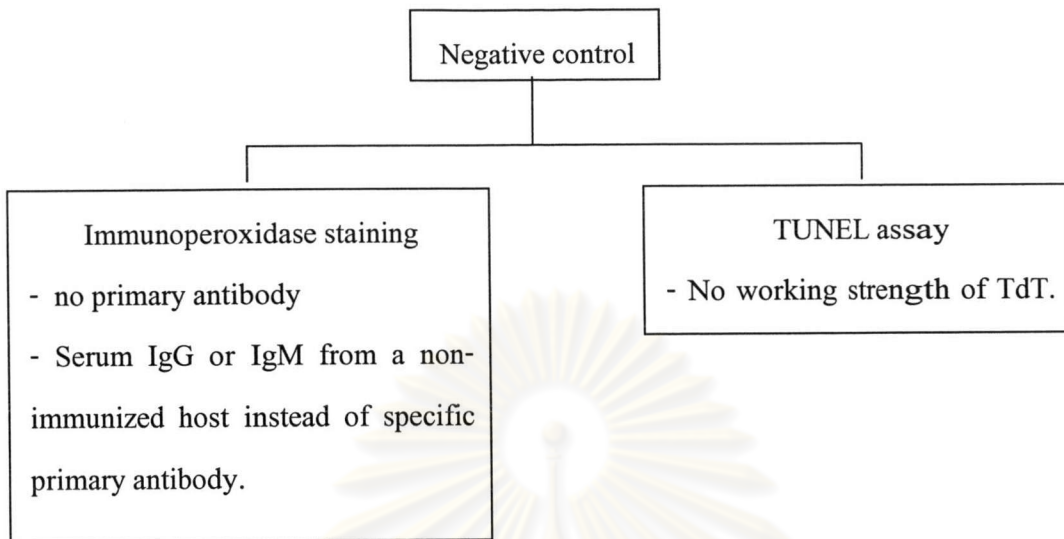 Negative control
Immunoperoxidase staining
- no primary antibody
- Serum IgG or IgM from a non-
immunized host instead of specific
primary antibody.
TUNEL assay
- No working strength of TdT.